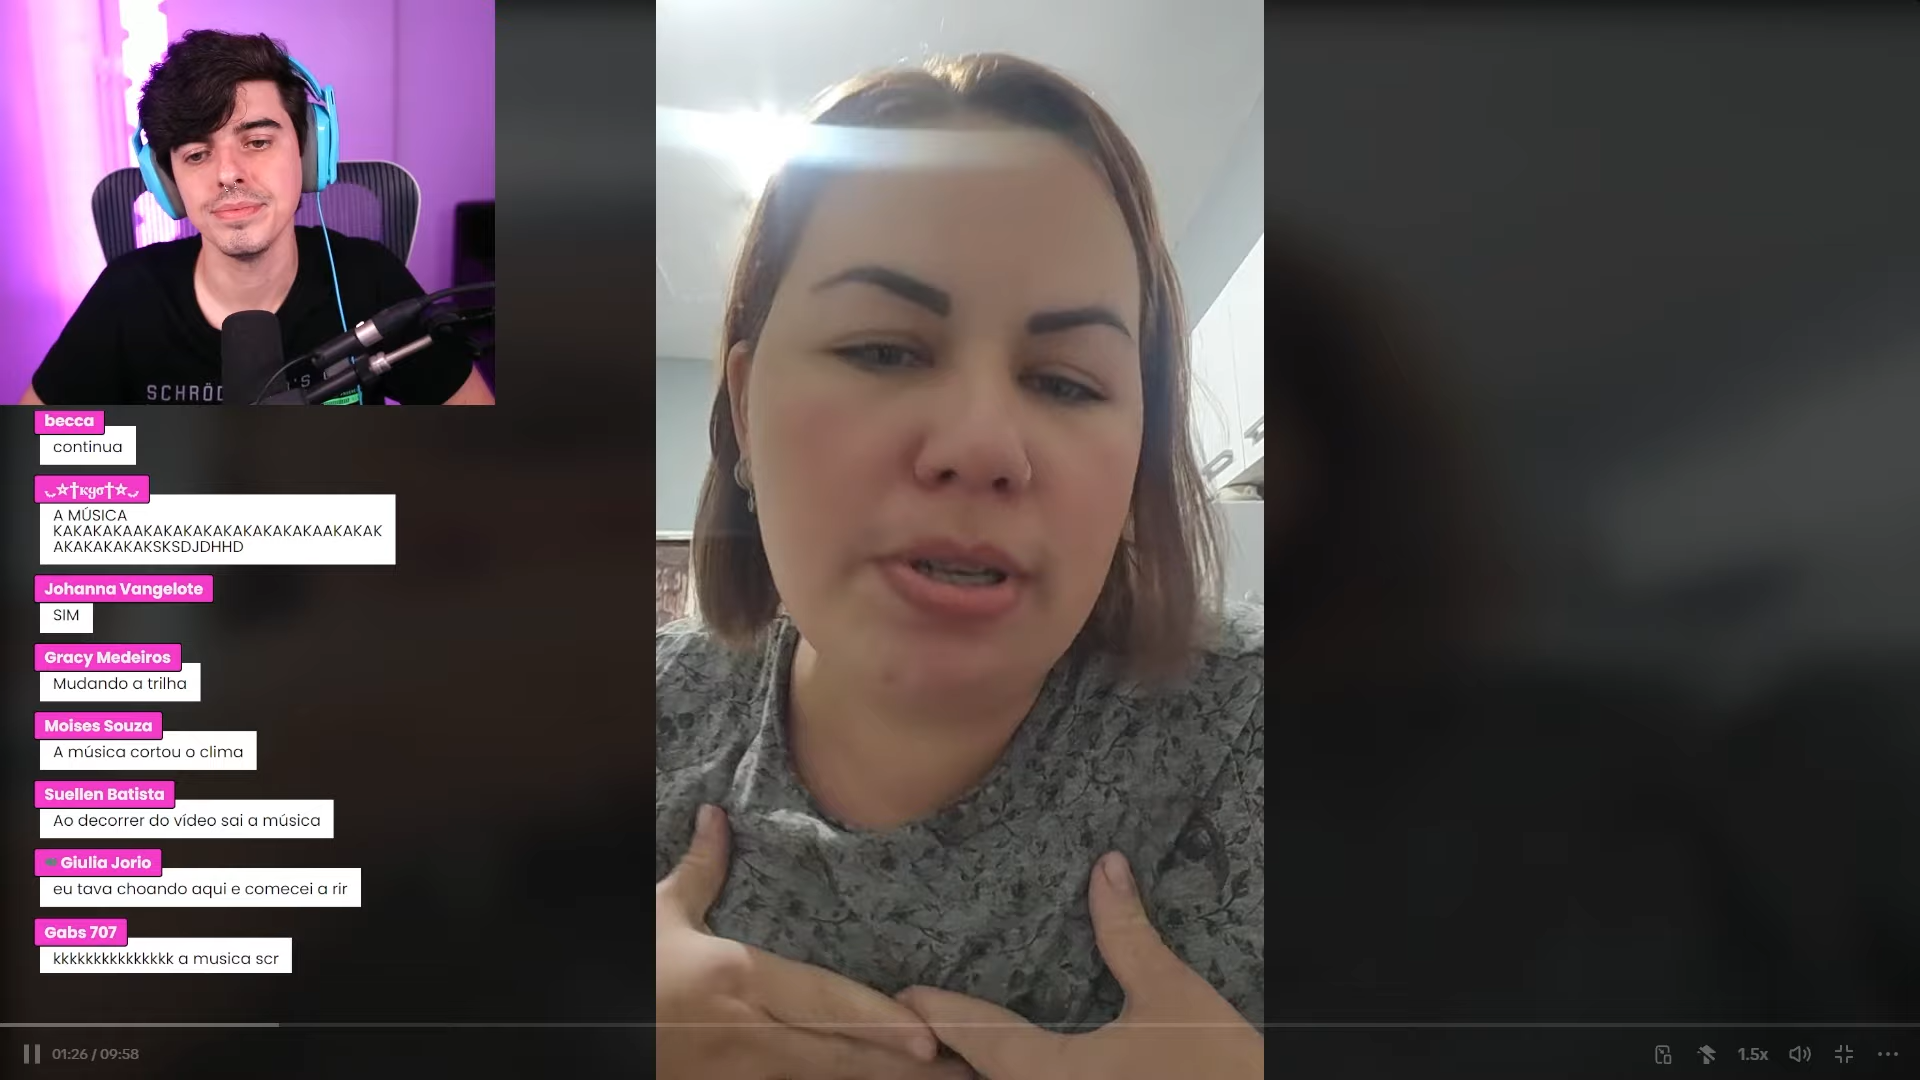 SCHRÖD 'S
becca
continua
A MÚSICA
KAKAKAKAAKAKAKAKAKAKAKAKAKAAKAKAK
AKAKAKAKAKSKSDJDHHD
Johanna Vangelote
SIM
Gracy Medeiros
Mudando a trilha
Moises Souza
A música cortou o clima
Suellen Batista
Ao decorrer do vídeo sai a música
Giulia Jorio
eu tava choando aqui e comecei a rir
Gabs 707
kkkkkkkkkkkkkkk a musica scr
01:26 / 09:58
1.5x